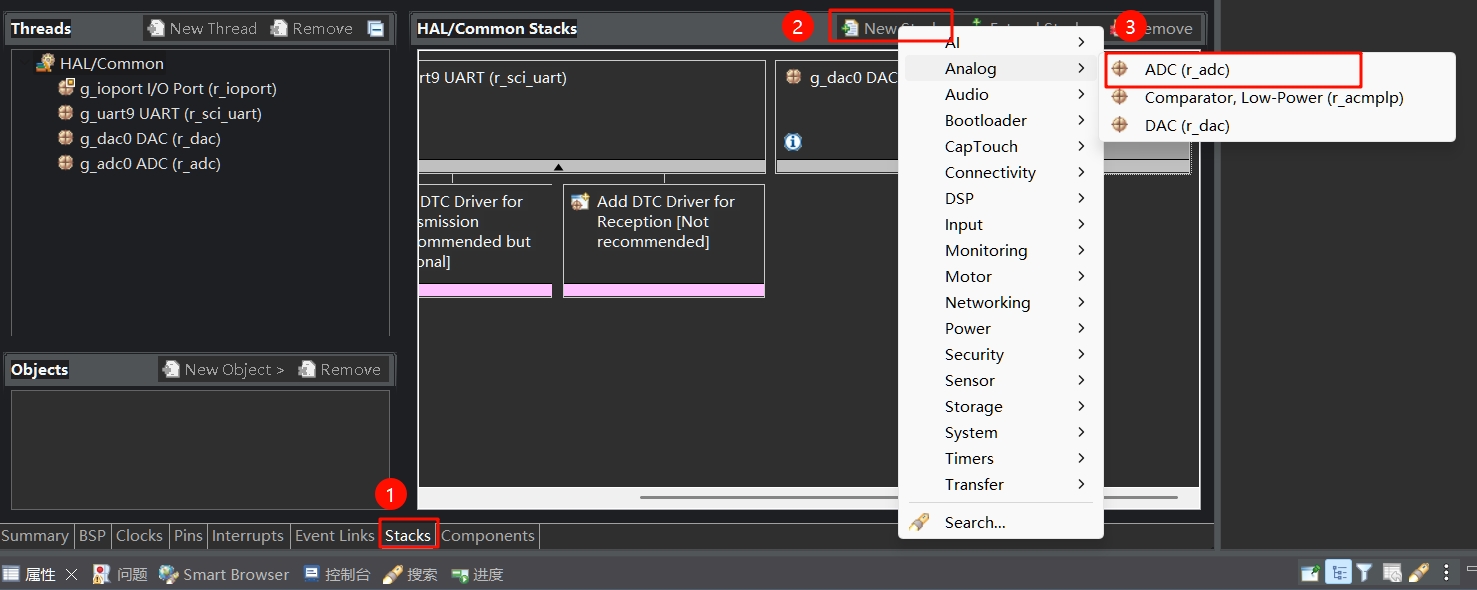 Threads
New Thread
Remove
HAL/Common
g_ioport I/O Port (r_ioport)
g_uart9 UART (r_sci_uart)
g_dac0 DAC (r_dac)
g_adc0 ADC (r_adc)
Objects
New Object >
Remove
HAL/Common Stacks
2
New
3
emove
rt9 UART (r_sci_uart)
g_dac0 DAC
DTC Driver for
smission
ommended but
onal]
Add DTC Driver for
Reception [Not
recommended]
AI
Analog
Audio
Bootloader
CapTouch
Connectivity
DSP
Input
Monitoring
Motor
Networking
Power
Security
Sensor
Storage
System
Timers
Transfer
Search...
ADC (r_adc)
Comparator, Low-Power (r_acmplp)
DAC (r_dac)
1
Summary
BSP
Clocks
Pins
Interrupts
Event Links
Stacks
Components
属性
问题
Smart Browser
控制台
搜索
进度